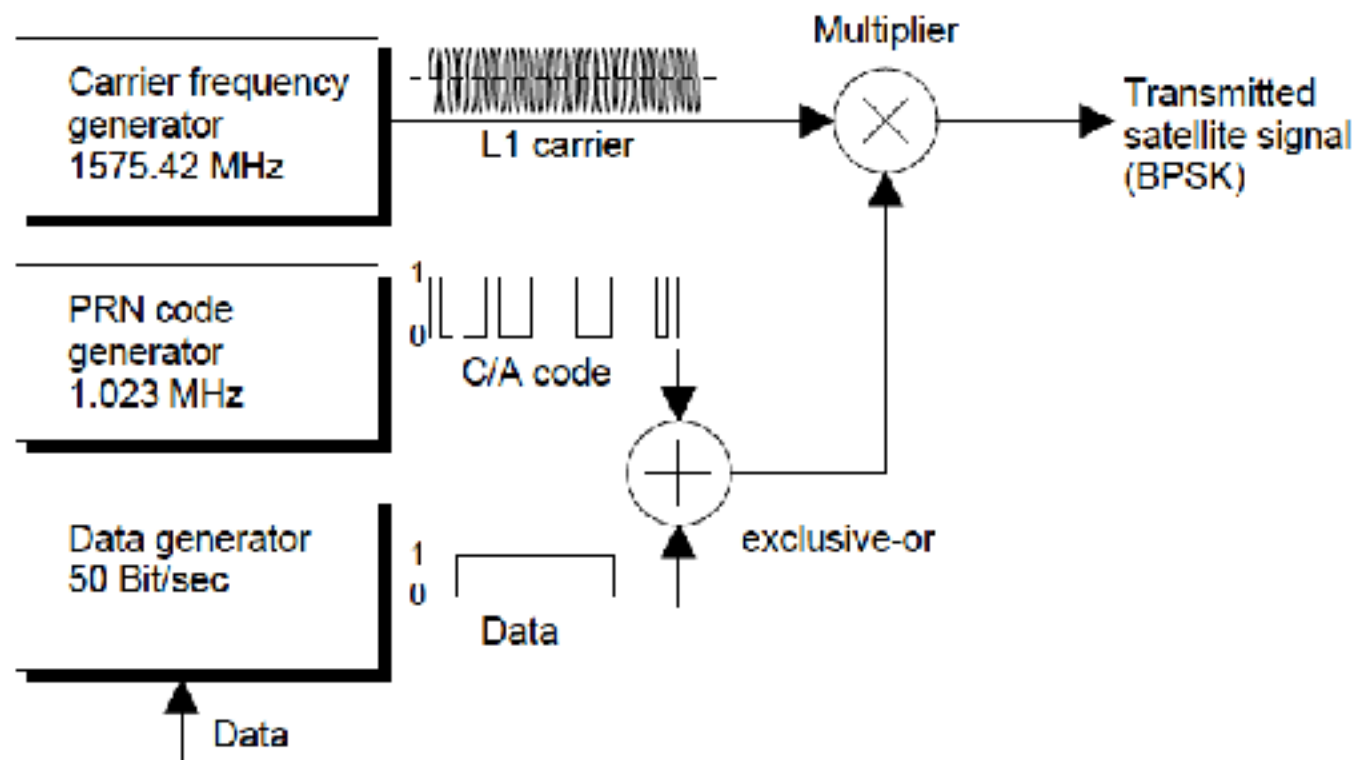 Carrier frequency
generator
1575.42 MHz
L1 carrier
Multiplier
Transmitted
satellite signal
(BPSK)
PRN code
generator
1.023 MHz
1
0
C/A code
exclusive-or
Data generator
50 Bit/sec
1
0
Data
Data